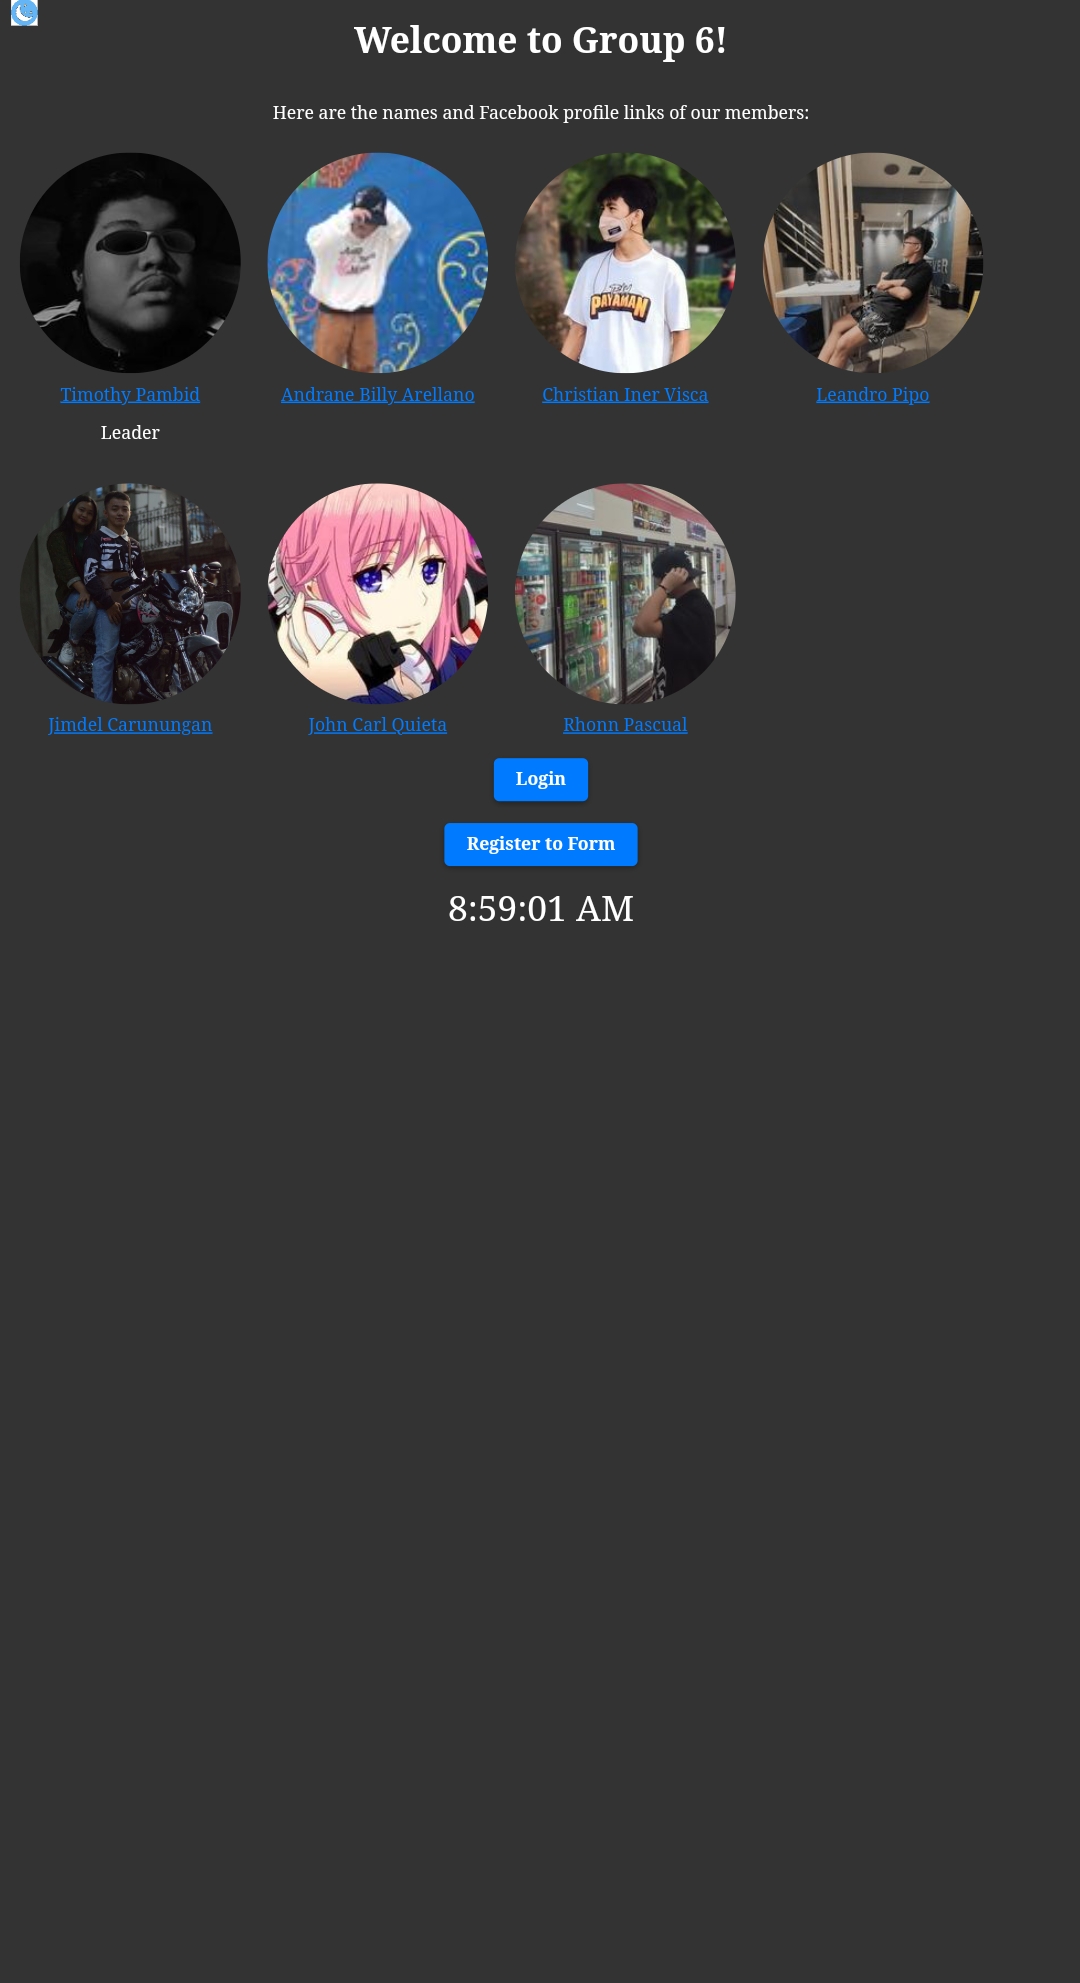 Welcome to Group 6!
Here are the names and Facebook profile links of our members:
PAYAMAN
Timothy Pambid
Andrane Billy Arellano
Christian Iner Visca
Leandro Pipo
Leader
Jimdel Carunungan
John Carl Quieta
Rhonn Pascual
Login
Register to Form
8:59:01 AM